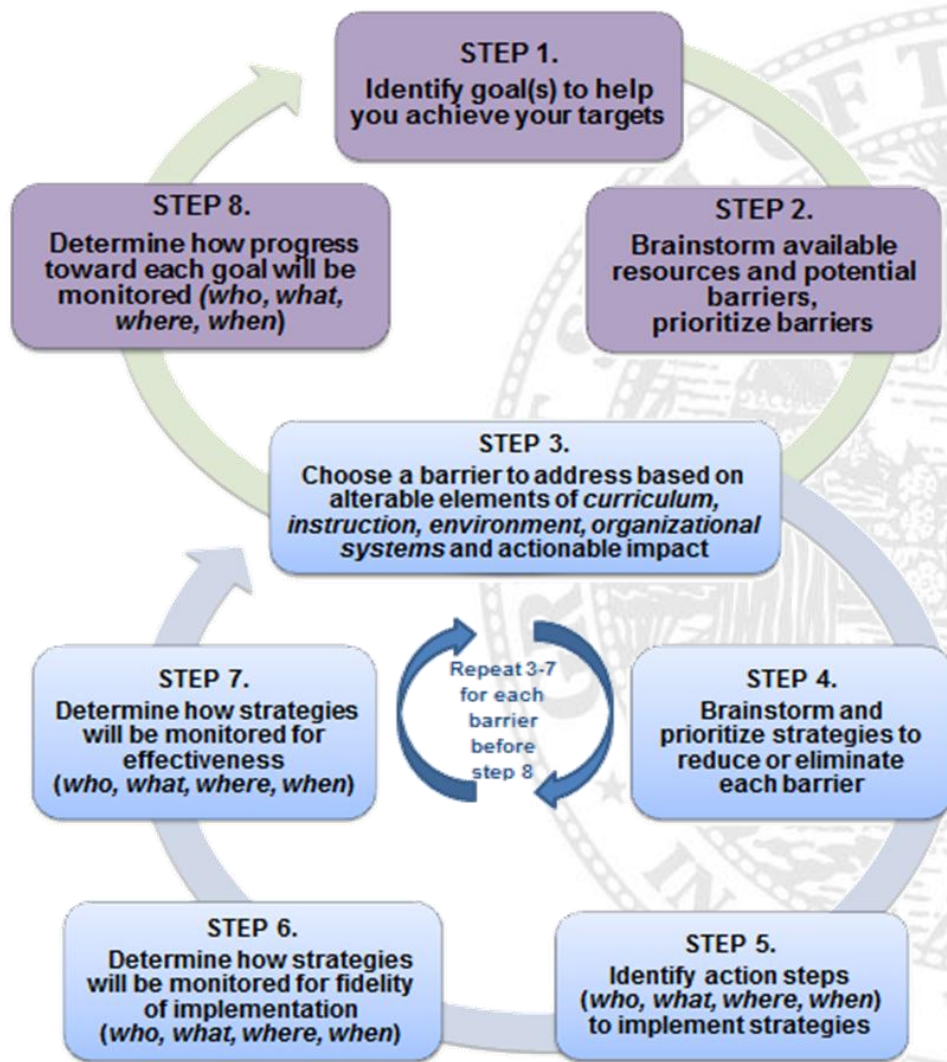 STEP 1.
Identify goal(s) to help
you achieve your targets
STEP 2.
Brainstorm available
resources and potential
barriers,
prioritize barriers
STEP 3.
Choose a barrier to address based on
alterable elements of curriculum,
instruction, environment, organizational
systems and actionable impact
STEP 4.
Brainstorm and
prioritize strategies to
reduce or eliminate
each barrier
STEP 5.
Identify action steps
(who, what, where, when)
to implement strategies
STEP 6.
Determine how strategies
will be monitored for fidelity
of implementation
(who, what, where, when)
STEP 7.
Determine how strategies
will be monitored for
effectiveness
(who, what, where, when)
Repeat 3-7
for each
barrier
before
step 8
STEP 8.
Determine how progress
toward each goal will be
monitored (who, what,
where, when)